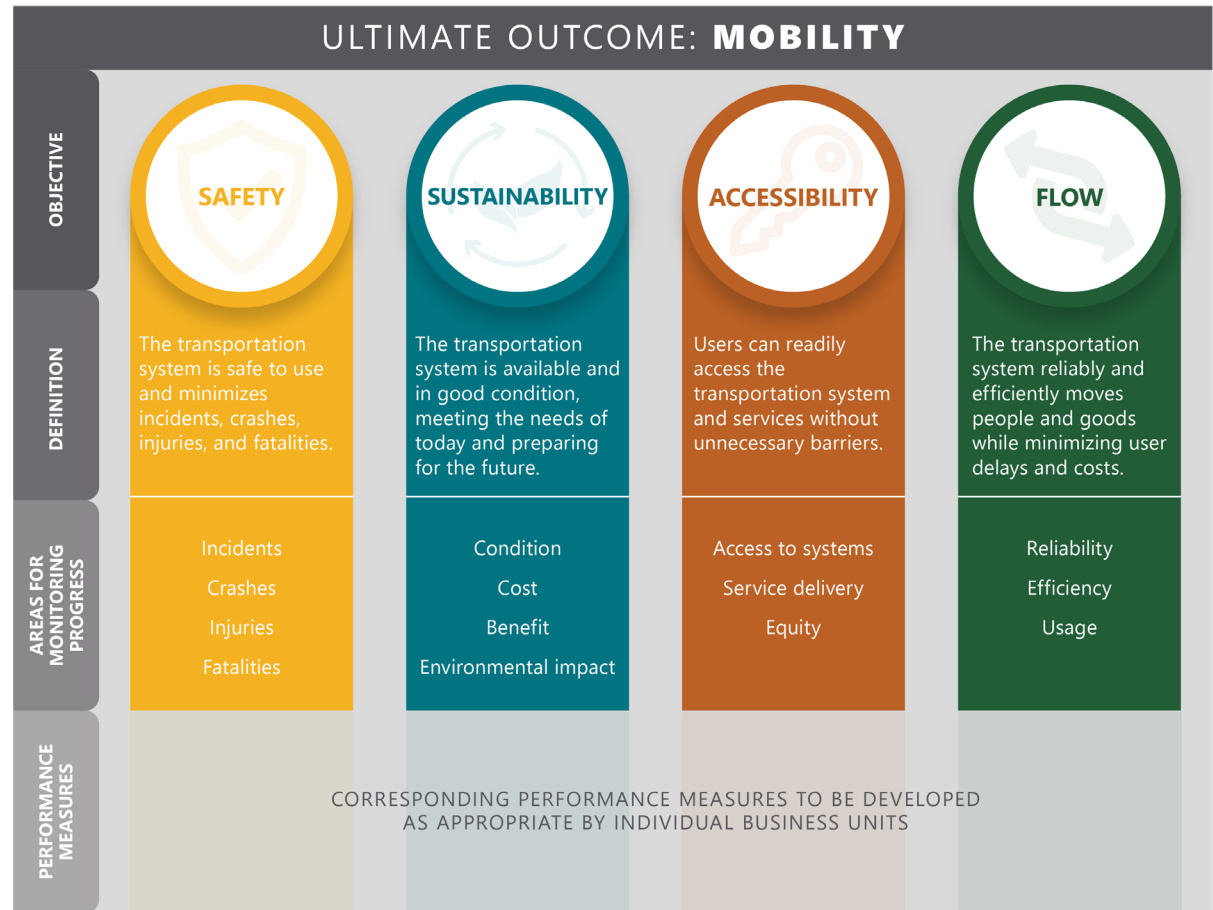 ULTIMATE OUTCOME: MOBILITY
OBJECTIVE
SAFETY
SUSTAINABILITY
ACCESSIBILITY
FLOW
DEFINITION
The transportation
system is safe to use
and minimizes
incidents, crashes,
injuries, and fatalities.
The transportation
system is available and
in good condition,
meeting the needs of
today and preparing
for the future.
Users can readily
access the
transportation system
and services without
unnecessary barriers.
The transportation
system reliably and
efficiently moves
people and goods
while minimizing user
delays and costs.
AREAS FOR
MONITORING
PROGRESS
Incidents
Crashes
Injuries
Fatalities
Condition
Cost
Benefit
Environmental impact
Access to systems
Service delivery
Equity
Reliability
Efficiency
Usage
PERFORMANCE
MEASURES
CORRESPONDING PERFORMANCE MEASURES TO BE DEVELOPED
AS APPROPRIATE BY INDIVIDUAL BUSINESS UNITS